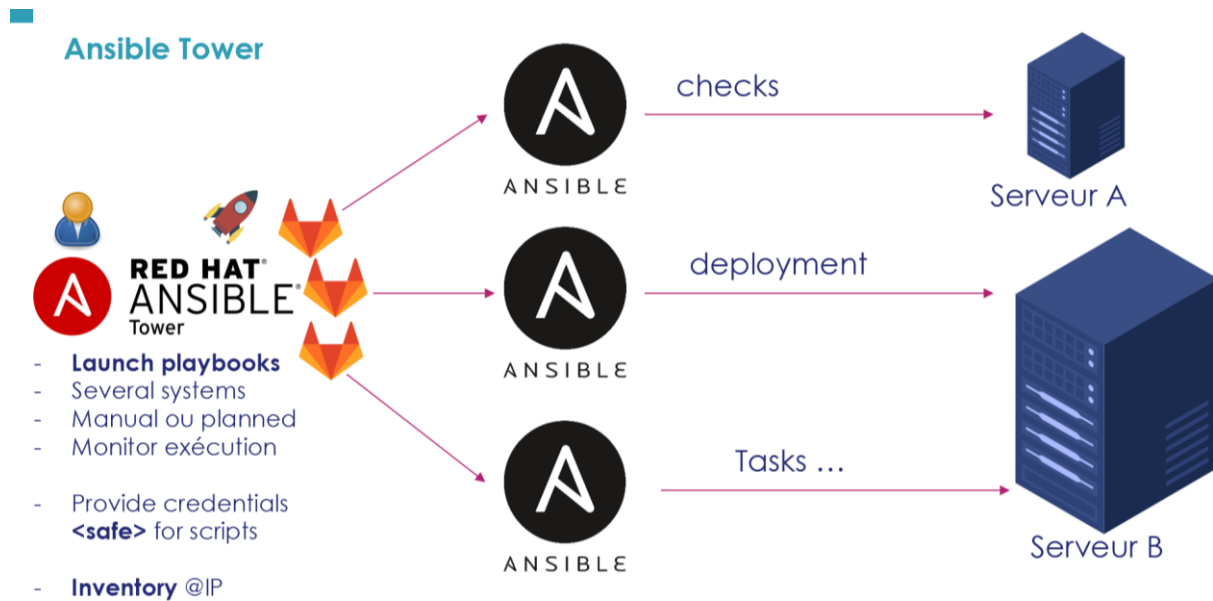 Ansible Tower
ANSIBLE
checks
Serveur A
RED HAT®
ANSIBLE®
Tower
ANSIBLE
deployment
- Launch playbooks
- Several systems
- Manual ou planned
- Monitor exécution
- Provide credentials
<safe> for scripts
- Inventory @IP
ANSIBLE
Tasks ...
Serveur B